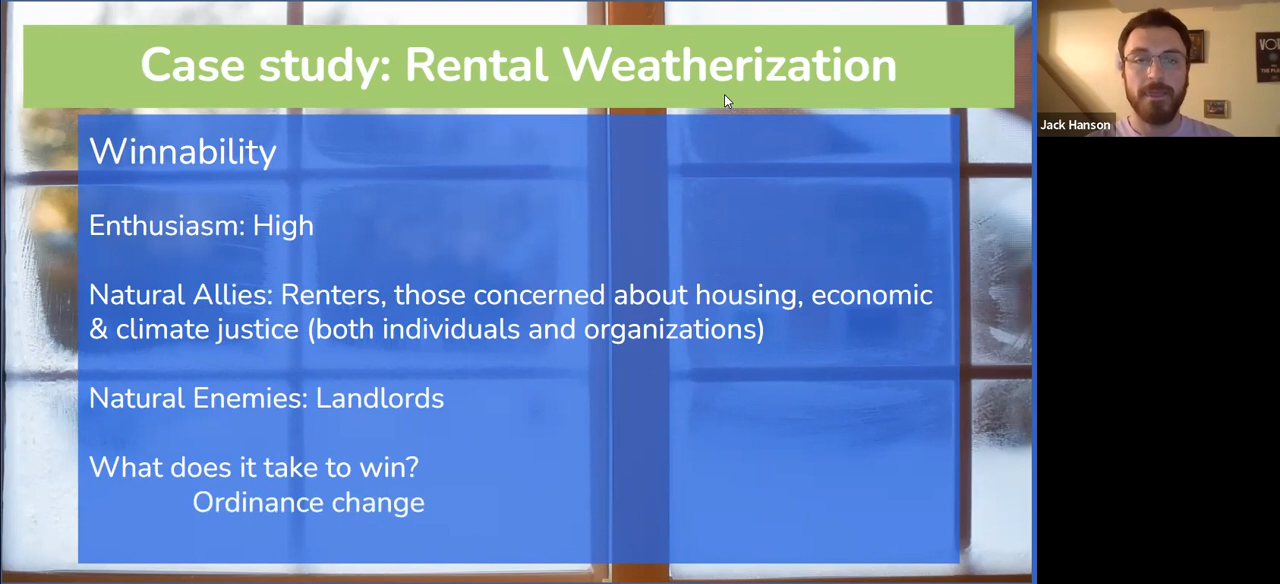 Case study: Rental Weatherization
Winnability
Enthusiasm: High
Natural Allies: Renters, those concerned about housing, economic
& climate justice (both individuals and organizations)
Natural Enemies: Landlords
What does it take to win?
Ordinance change
Jack Hanson